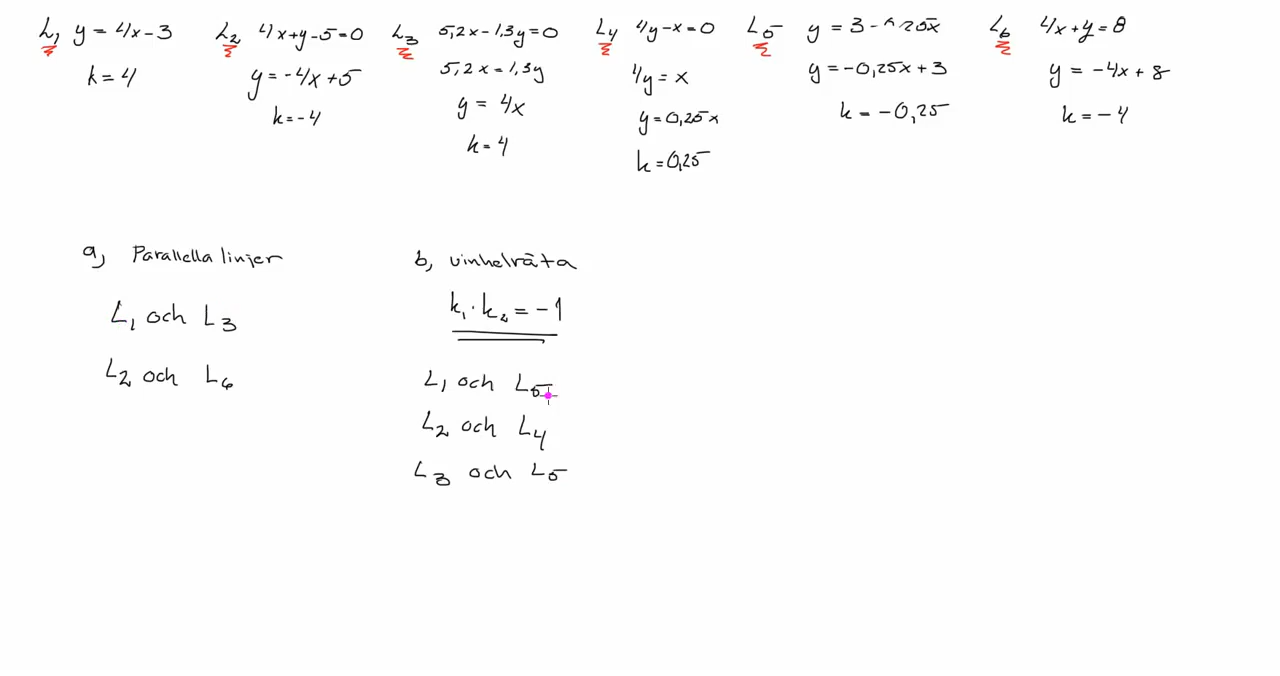 L₁ y = 4x - 3
k = 4
L₂ 4x+y-5=0
y = -4x+5
k = -4
L₃ 5,2x-1,3y=0
5,2x = 1,3y
y = 4x
k = 4
L₄ 4y-x=0
4y = x
y = 0,25x
k = 0,25
L₅ y = 3 - 0,25x
y = -0,25x + 3
k = -0,25
L₆ 4x+y=8
y = -4x + 8
k = -4
a, Parallella linjer
L₁ och L₃
L₂ och L₆
b, vinkelräta
k₁ · k₂ = -1
L₁ och L₅
L₂ och L₄
L₃ och L₅